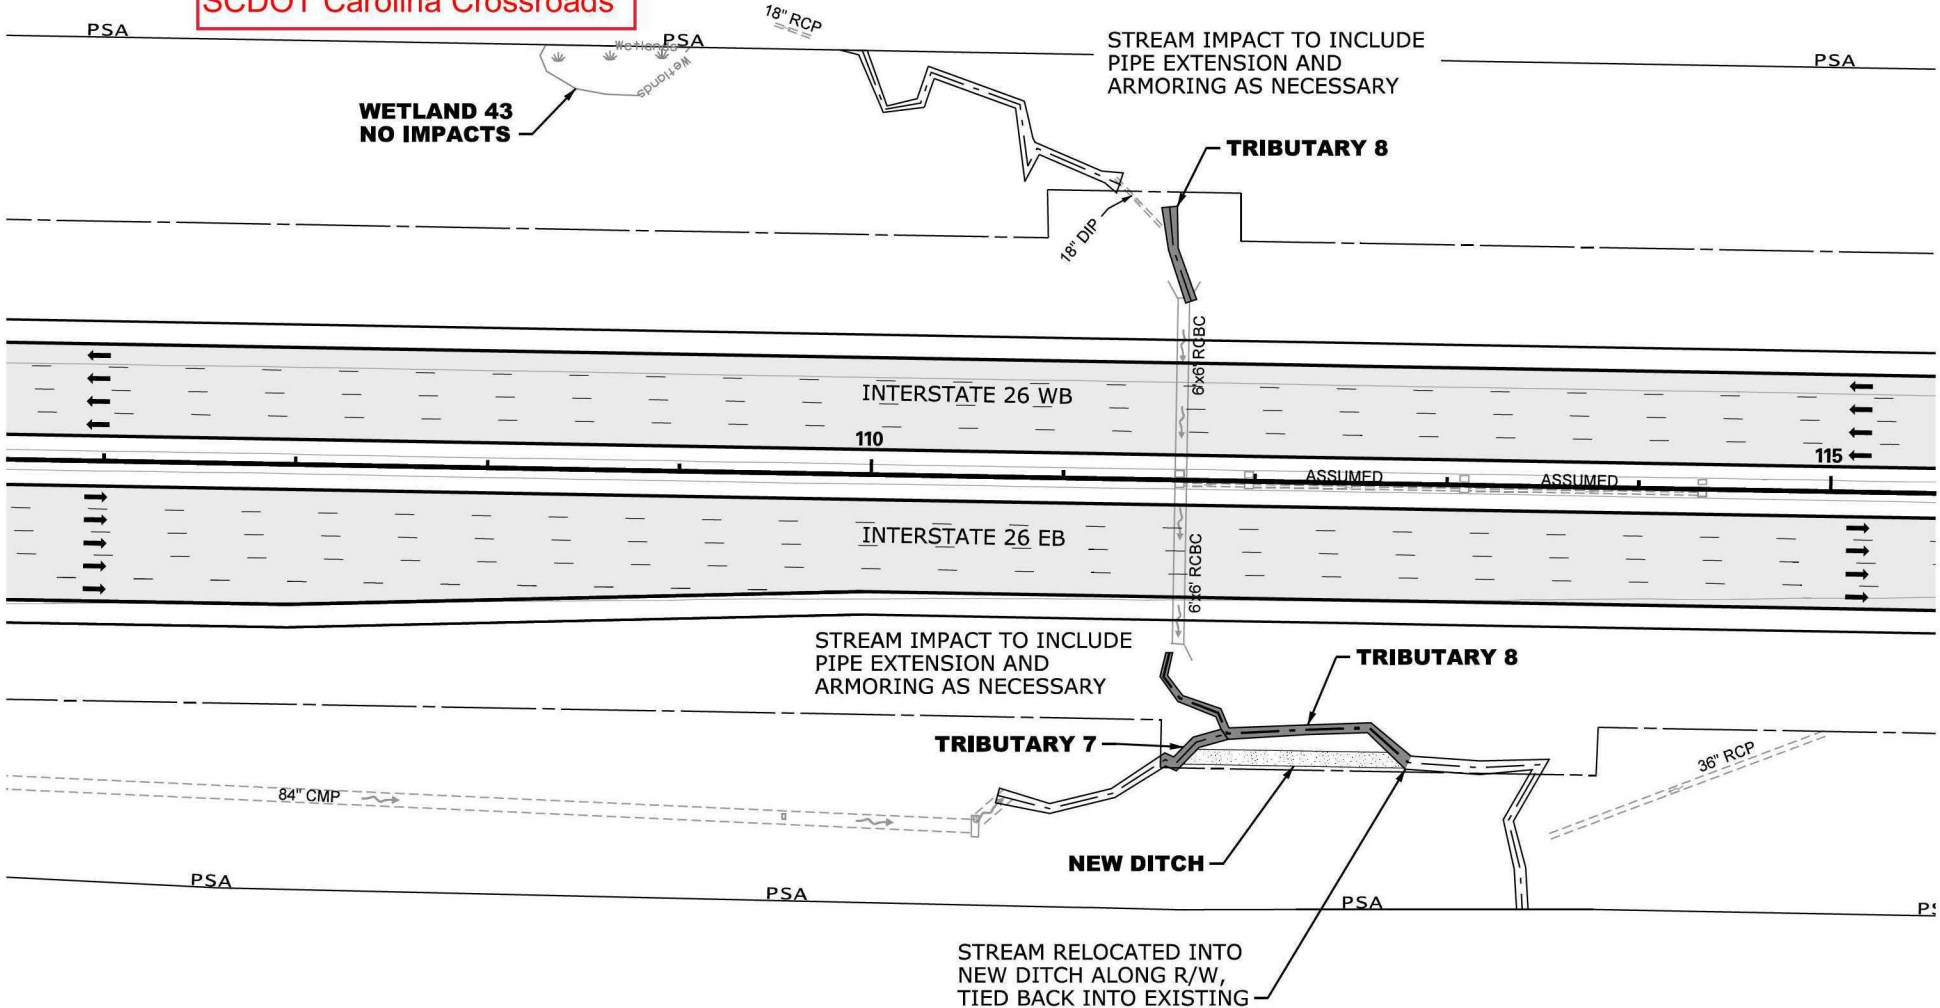 SCDOT Carolina Crossroads
PSA
PSA
18" RCP
STREAM IMPACT TO INCLUDE
PIPE EXTENSION AND
ARMORING AS NECESSARY
PSA
Wetlands
Wetlands
WETLAND 43
NO IMPACTS
TRIBUTARY 8
18" DIP
6'x6' RCBC
INTERSTATE 26 WB
110
115
ASSUMED
ASSUMED
INTERSTATE 26 EB
6'x6' RCBC
STREAM IMPACT TO INCLUDE
PIPE EXTENSION AND
ARMORING AS NECESSARY
TRIBUTARY 8
TRIBUTARY 7
36" RCP
84" CMP
NEW DITCH
PSA
PSA
PSA
STREAM RELOCATED INTO
NEW DITCH ALONG R/W,
TIED BACK INTO EXISTING